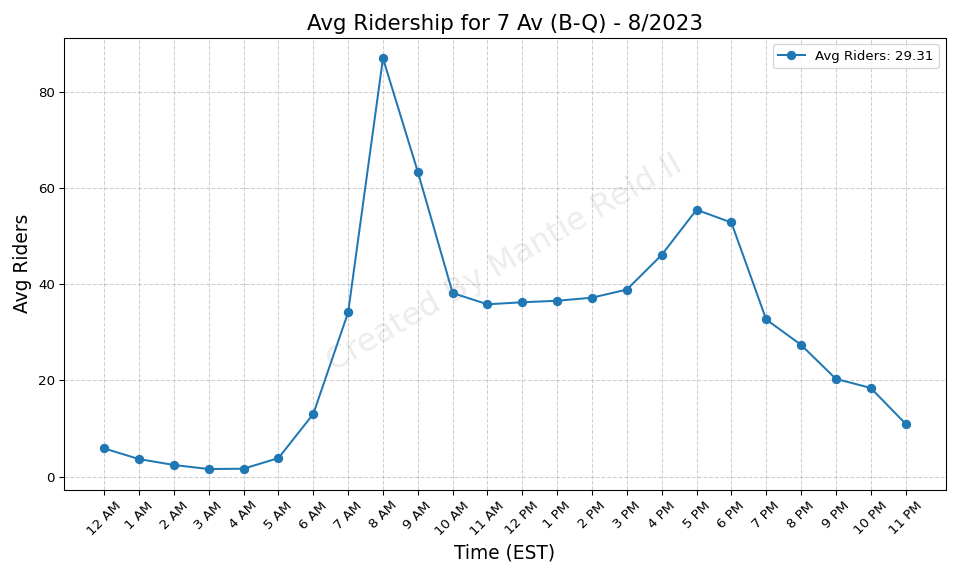 Avg Ridership for 7 Av (B-Q) - 8/2023
Avg Riders: 29.31
Avg Riders
80
60
40
20
0
Created By Mantie Reid II
12 AM
1 AM
2 AM
3 AM
4 AM
5 AM
6 AM
7 AM
8 AM
9 AM
10 AM
11 AM
12 PM
1 PM
2 PM
3 PM
4 PM
5 PM
6 PM
7 PM
8 PM
9 PM
10 PM
11 PM
Time (EST)